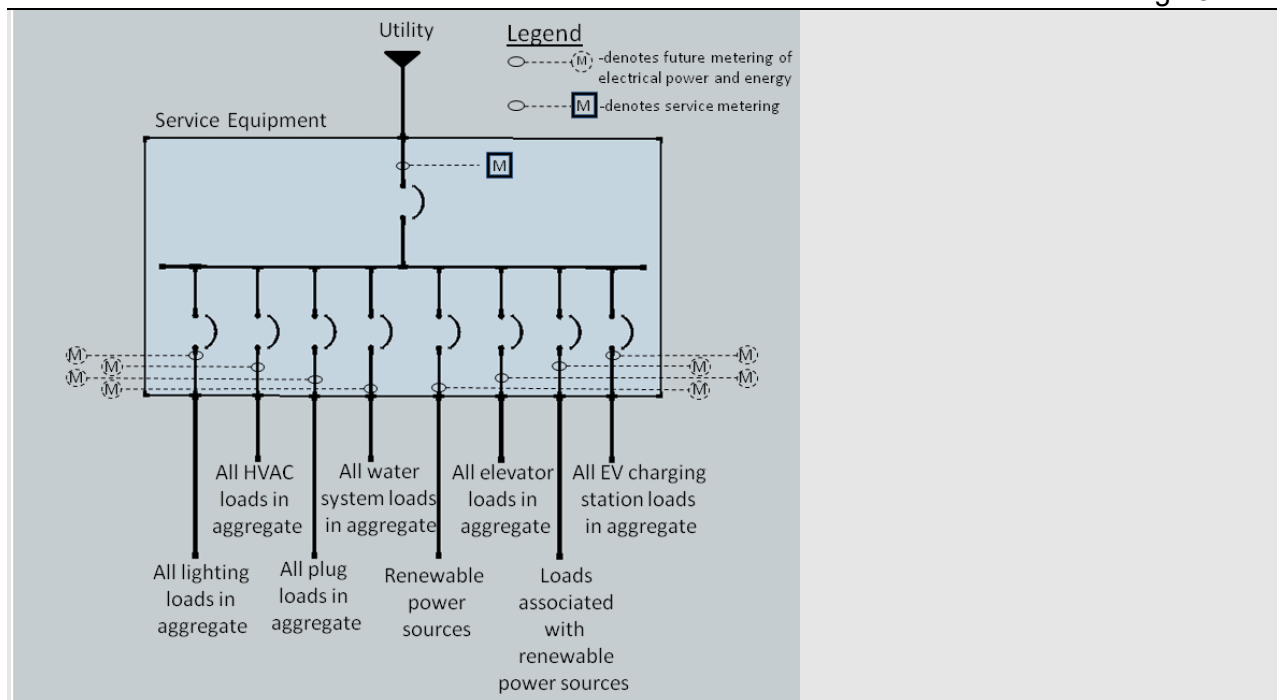 Utility
Legend
M -denotes future metering of
electrical power and energy
M -denotes service metering
Service Equipment
M
M
M
M
M
M
M
M
M
All HVAC
loads in
aggregate
All water
system loads
in aggregate
All elevator
loads in
aggregate
All EV charging
station loads
in aggregate
All lighting
loads in
aggregate
All plug
loads in
aggregate
Renewable
power
sources
Loads
associated
with
renewable
power sources